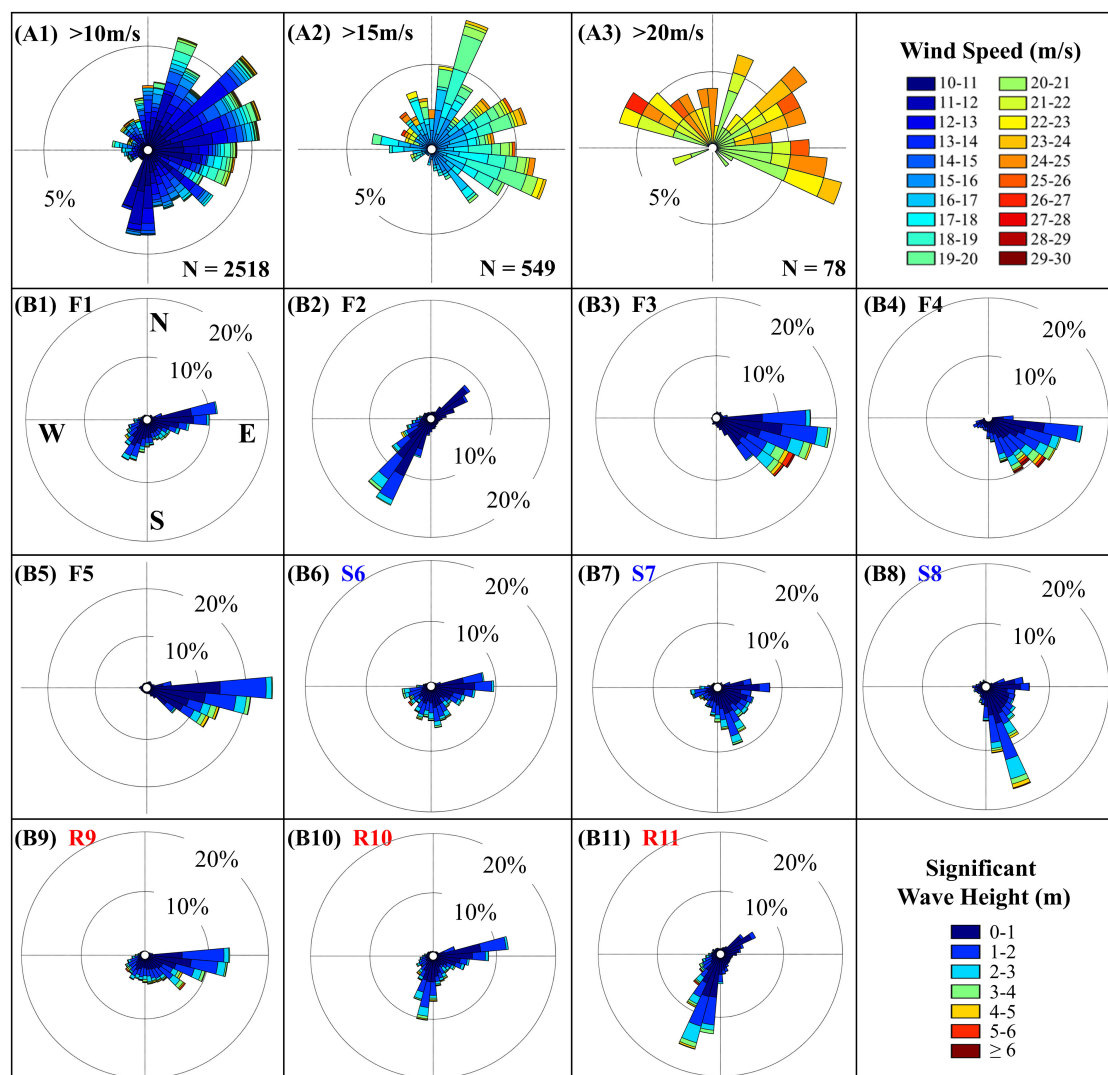 (A1) >10m/s
5%
N = 2518
(A2) >15m/s
5%
N = 549
(A3) >20m/s
5%
N = 78
Wind Speed (m/s)
10-11 20-21
11-12 21-22
12-13 22-23
13-14 23-24
14-15 24-25
15-16 25-26
16-17 26-27
17-18 27-28
18-19 28-29
19-20 29-30
(B1) F1
N
20%
10%
W E
S
(B2) F2
10%
20%
(B3) F3
20%
10%
(B4) F4
20%
10%
(B5) F5
20%
10%
(B6) S6
20%
10%
(B7) S7
20%
10%
(B8) S8
20%
10%
(B9) R9
20%
10%
(B10) R10
20%
10%
(B11) R11
20%
10%
Significant
Wave Height (m)
0-1
1-2
2-3
3-4
4-5
5-6
≥ 6